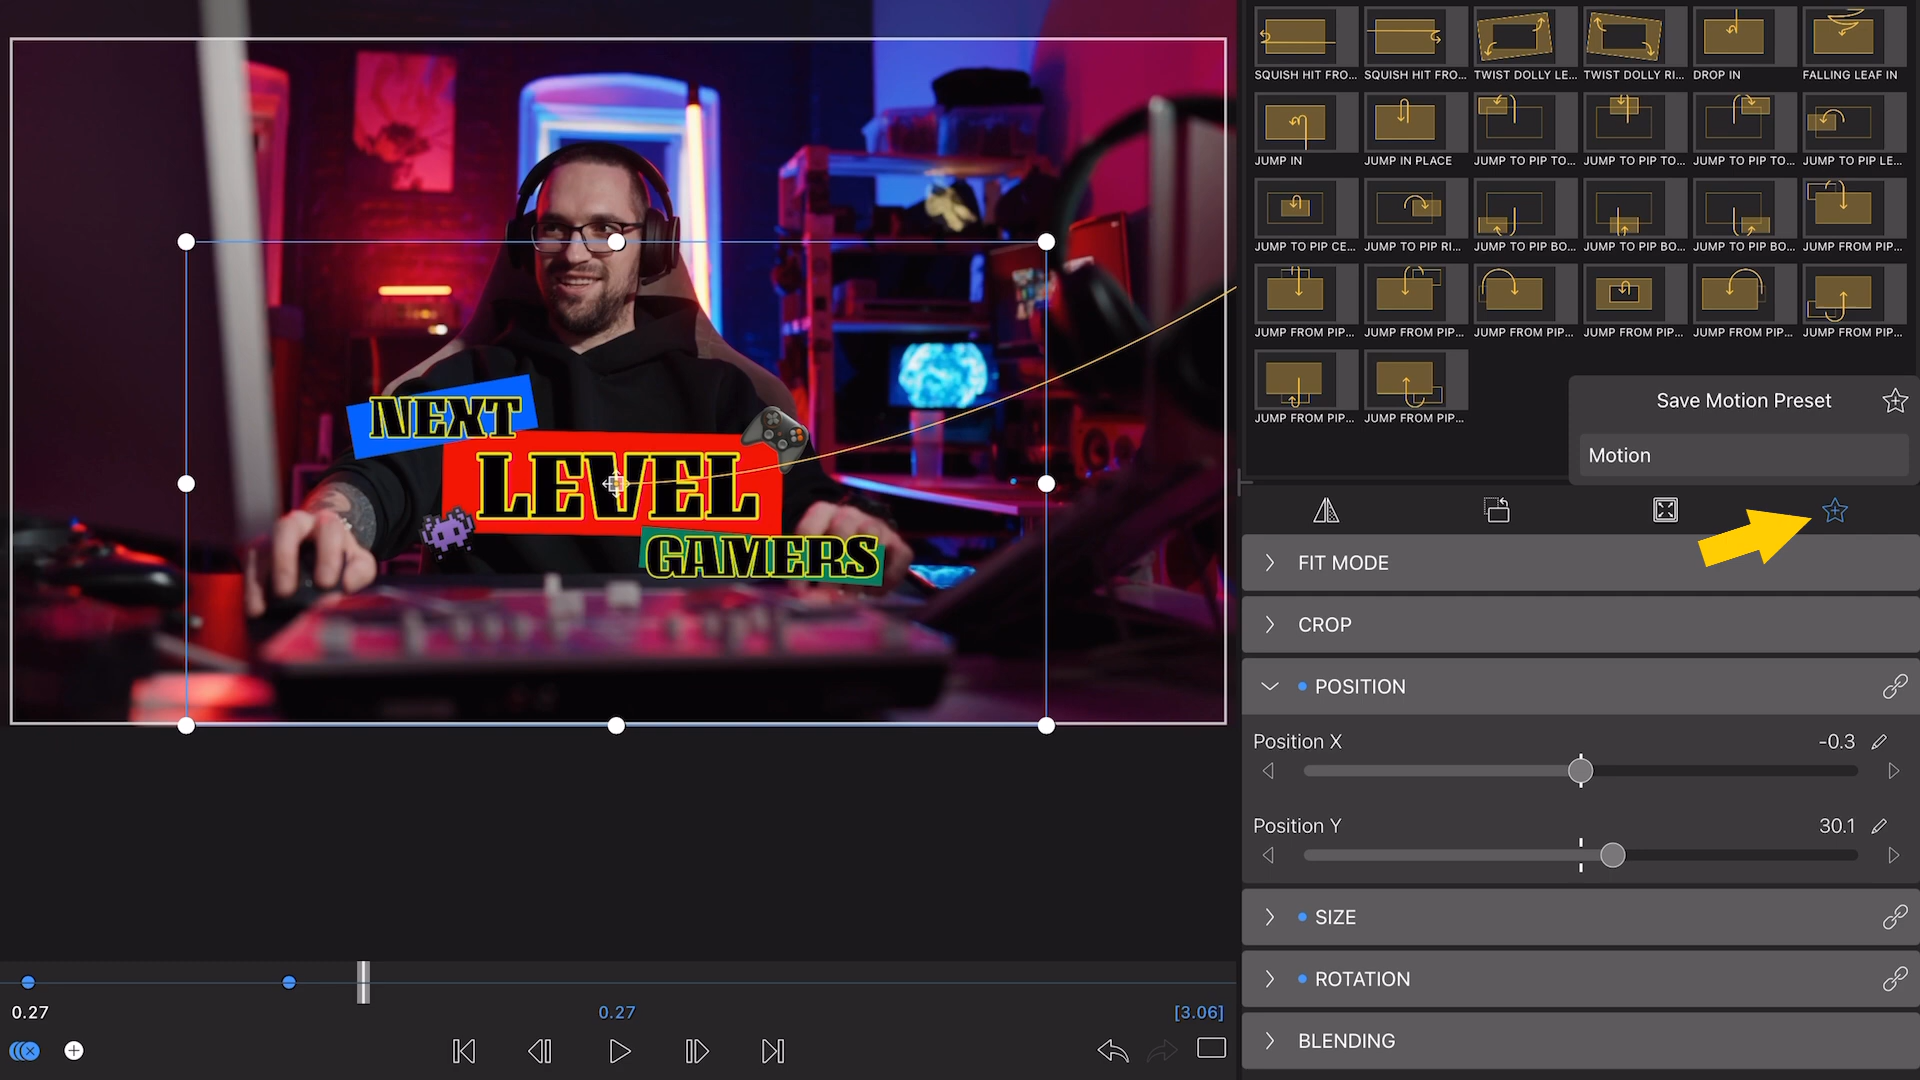 SQUISH HIT FRO... SQUISH HIT FRO... TWIST DOLLY LE... TWIST DOLLY RI... DROP IN FALLING LEAF IN
JUMP IN JUMP IN PLACE JUMP TO PIP TO... JUMP TO PIP TO... JUMP TO PIP TO... JUMP TO PIP LE...
JUMP TO PIP CE... JUMP TO PIP RI... JUMP TO PIP BO... JUMP TO PIP BO... JUMP TO PIP BO... JUMP FROM PIP...
JUMP FROM PIP... JUMP FROM PIP... JUMP FROM PIP... JUMP FROM PIP... JUMP FROM PIP... JUMP FROM PIP...
JUMP FROM PIP... JUMP FROM PIP...
Save Motion Preset
Motion
NEXT
LEVEL
GAMERS
FIT MODE
CROP
POSITION
Position X -0.3
Position Y 30.1
SIZE
ROTATION
BLENDING
0.27 0.27 [3.06]